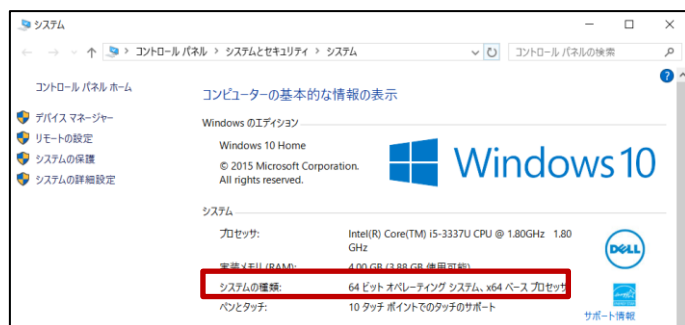 システム
コントロール パネル › システムとセキュリティ › システム
コントロール パネルの検索
コントロール パネル ホーム
デバイス マネージャー
リモートの設定
システムの保護
システムの詳細設定
コンピューターの基本的な情報の表示
Windows のエディション
Windows 10 Home
© 2015 Microsoft Corporation.
All rights reserved.
Windows 10
システム
プロセッサ: Intel(R) Core(TM) i5-3337U CPU @ 1.80GHz 1.80
GHz
実装メモリ (RAM): 4.00 GB (3.88 GB 使用可能)
システムの種類: 64 ビット オペレーティング システム、x64 ベース プロセッサ
ペンとタッチ: 10 タッチ ポイントでのタッチのサポート
DELL
サポート情報